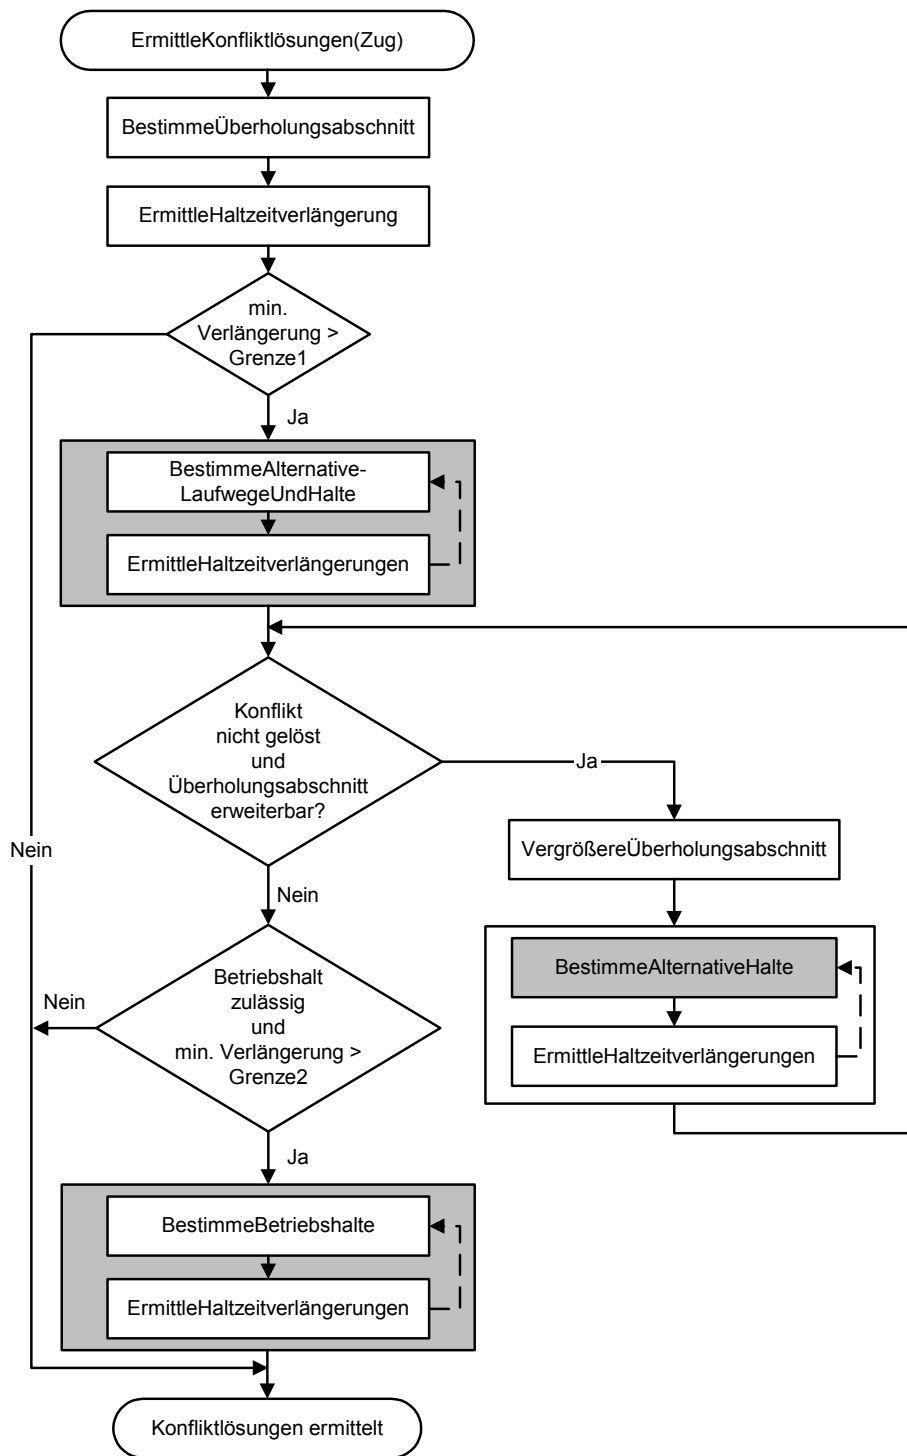 ErmittleKonfliktlösungen(Zug)
BestimmeÜberholungsabschnitt
ErmittleHaltzeitverlängerung
min.
Verlängerung >
Grenze1
Ja
BestimmeAlternative-
LaufwegeUndHalte
ErmittleHaltzeitverlängerungen
Konflikt
nicht gelöst
und
Überholungsabschnitt
erweiterbar?
Ja
VergrößereÜberholungsabschnitt
BestimmeAlternativeHalte
ErmittleHaltzeitverlängerungen
Nein
Nein
Betriebshalt
zulässig
und
min. Verlängerung >
Grenze2
Nein
Ja
BestimmeBetriebshalte
ErmittleHaltzeitverlängerungen
Konfliktlösungen ermittelt